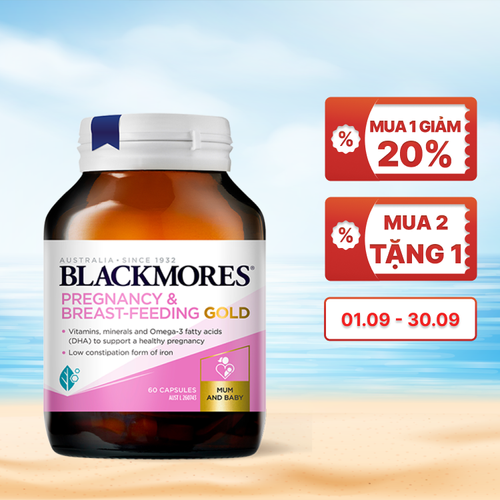 AUSTRALIA • SINCE 1932
BLACKMORES®
PREGNANCY &
BREAST-FEEDING GOLD
• Vitamins, minerals and Omega-3 fatty acids
(DHA) to support a healthy pregnancy
• Low constipation form of iron
60 CAPSULES
AUST L 260743
MUM
AND BABY
%
MUA 1 GIẢM
20%
%
MUA 2
TẶNG 1
01.09 - 30.09